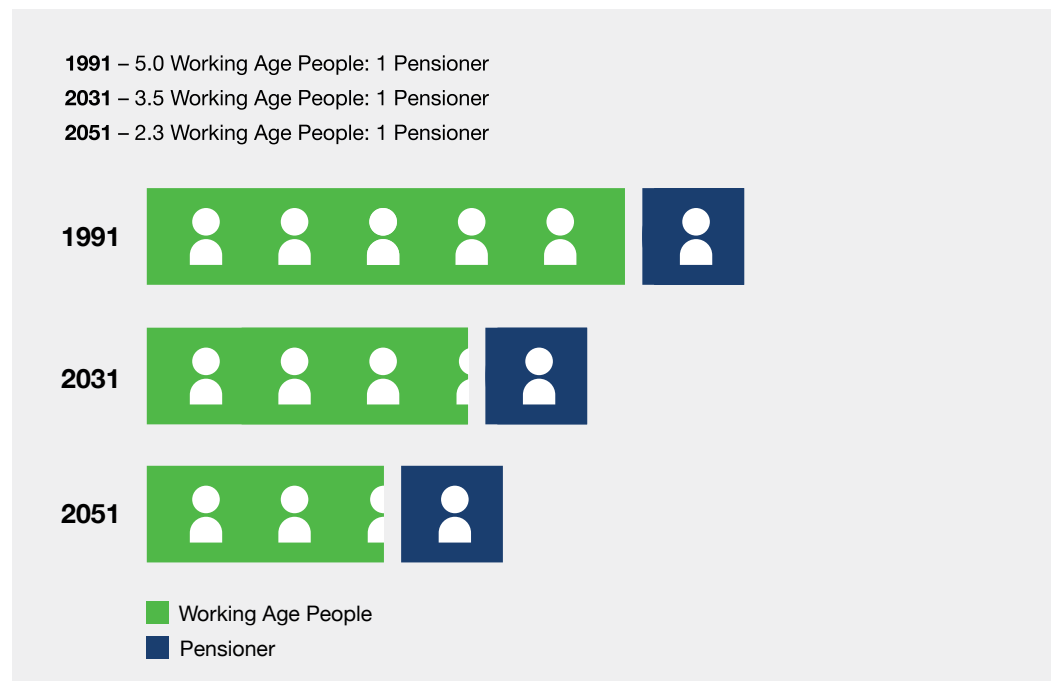 1991 – 5.0 Working Age People: 1 Pensioner
2031 – 3.5 Working Age People: 1 Pensioner
2051 – 2.3 Working Age People: 1 Pensioner
1991
2031
2051
Working Age People
Pensioner